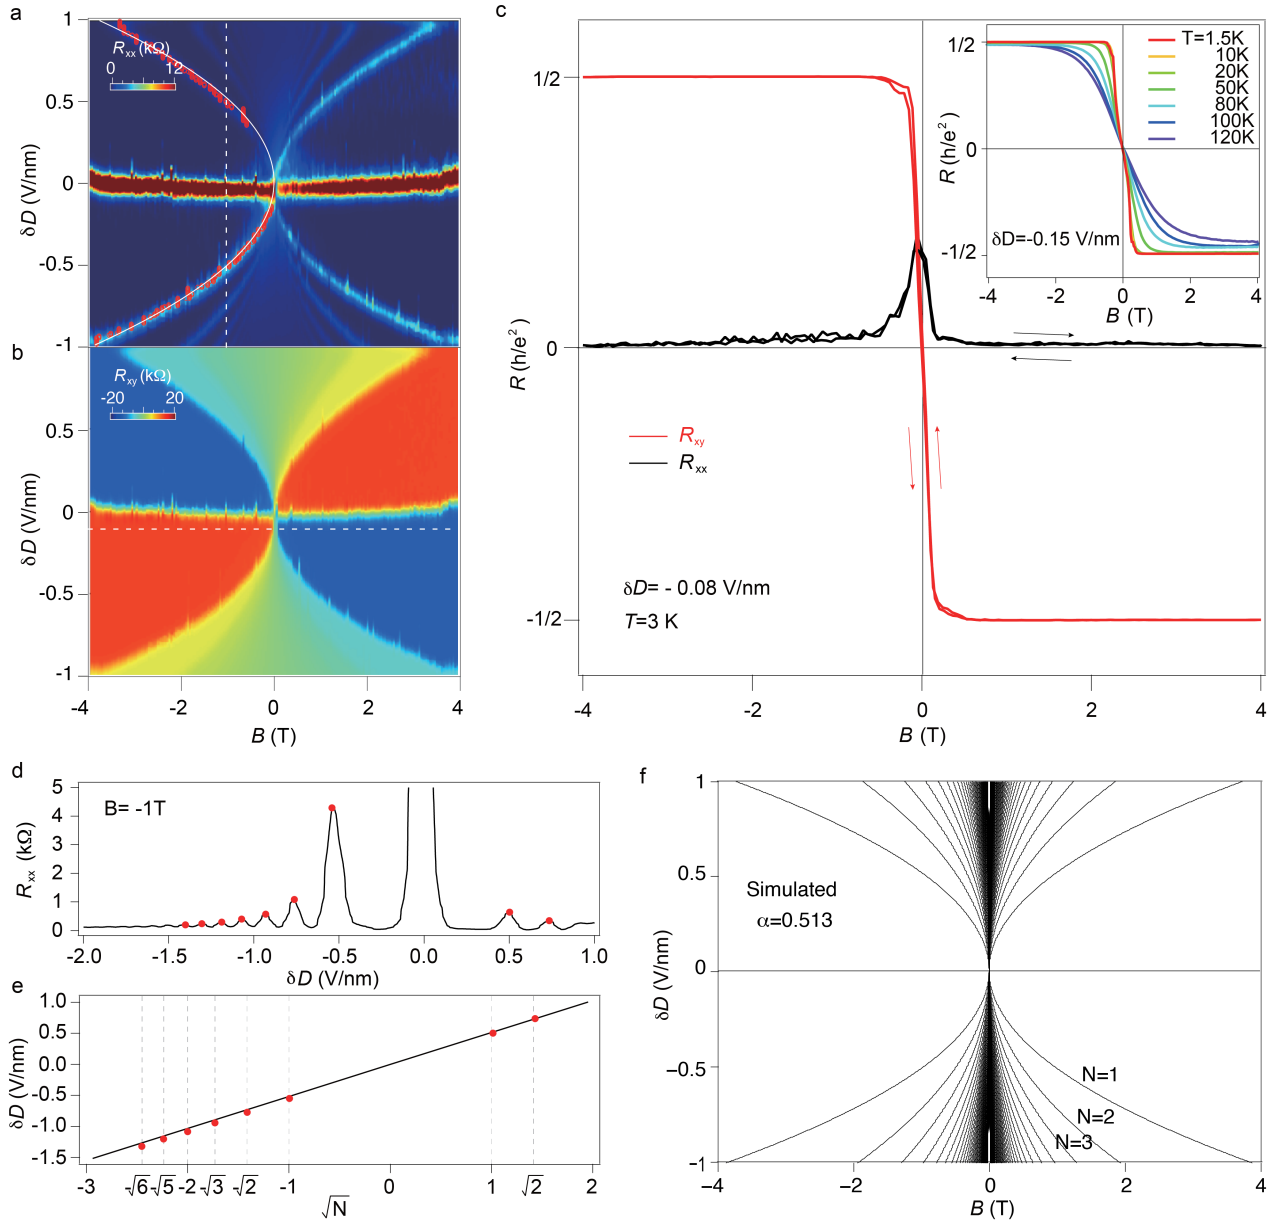 a
1
0.5
0
-0.5
-1
δD (V/nm)
Rxx (kΩ)
0 12
b
Rxy (kΩ)
-20 20
0.5
0
-0.5
-1
δD (V/nm)
-4 -2 0 2 4
B (T)
c
1/2
0
-1/2
R (h/e²)
Rxy
Rxx
δD= - 0.08 V/nm
T=3 K
-4 -2 0 2 4
B (T)
1/2
0
-1/2
R (h/e²)
T=1.5K
10K
20K
50K
80K
100K
120K
δD=-0.15 V/nm
-4 -2 0 2 4
B (T)
d
5
4
3
2
1
0
Rxx (kΩ)
B= -1T
-2.0 -1.5 -1.0 -0.5 0.0 0.5 1.0
δD (V/nm)
e
1.0
0.5
0.0
-0.5
-1.0
-1.5
δD (V/nm)
-3 -√6 -√5 -2 -√3 -√2 -1 0 1 √2 2
√N
f
1
0.5
0
−0.5
−1
δD (V/nm)
Simulated
α=0.513
N=1
N=2
N=3
−4 −2 0 2 4
B (T)